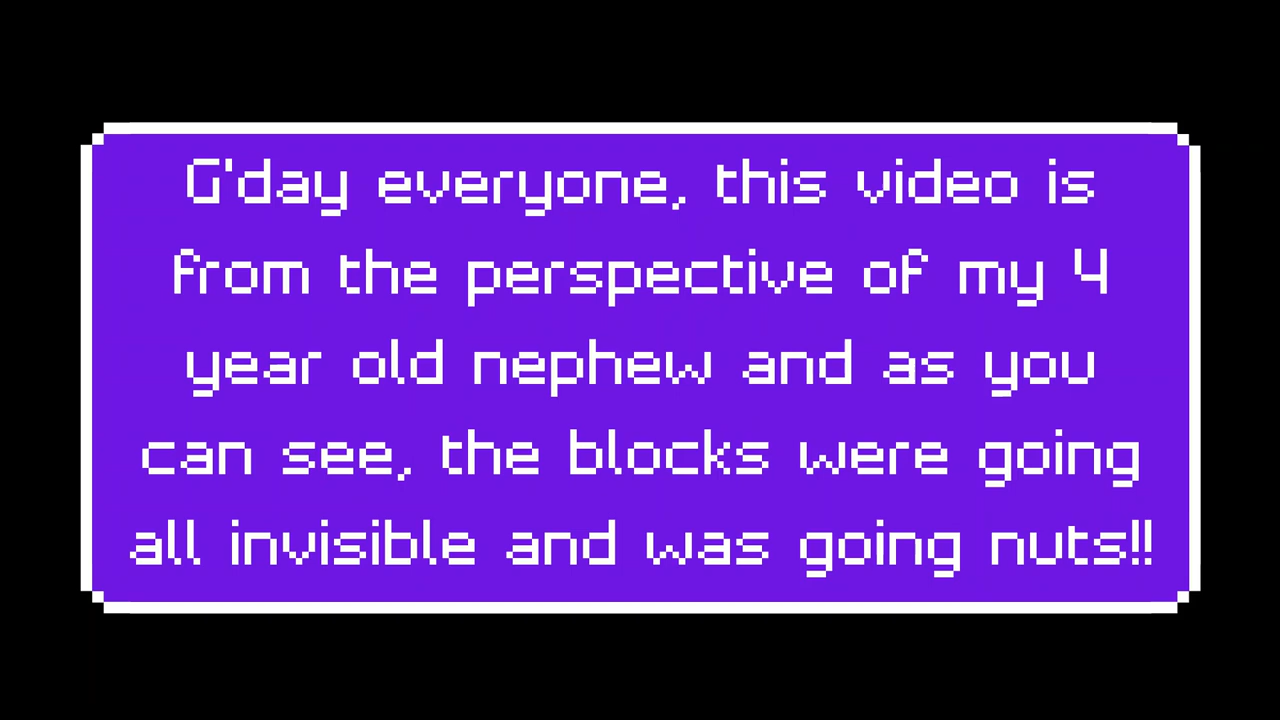 G'day everyone, this video is
from the perspective of my 4
year old nephew and as you
can see, the blocks were going
all invisible and was going nuts!!